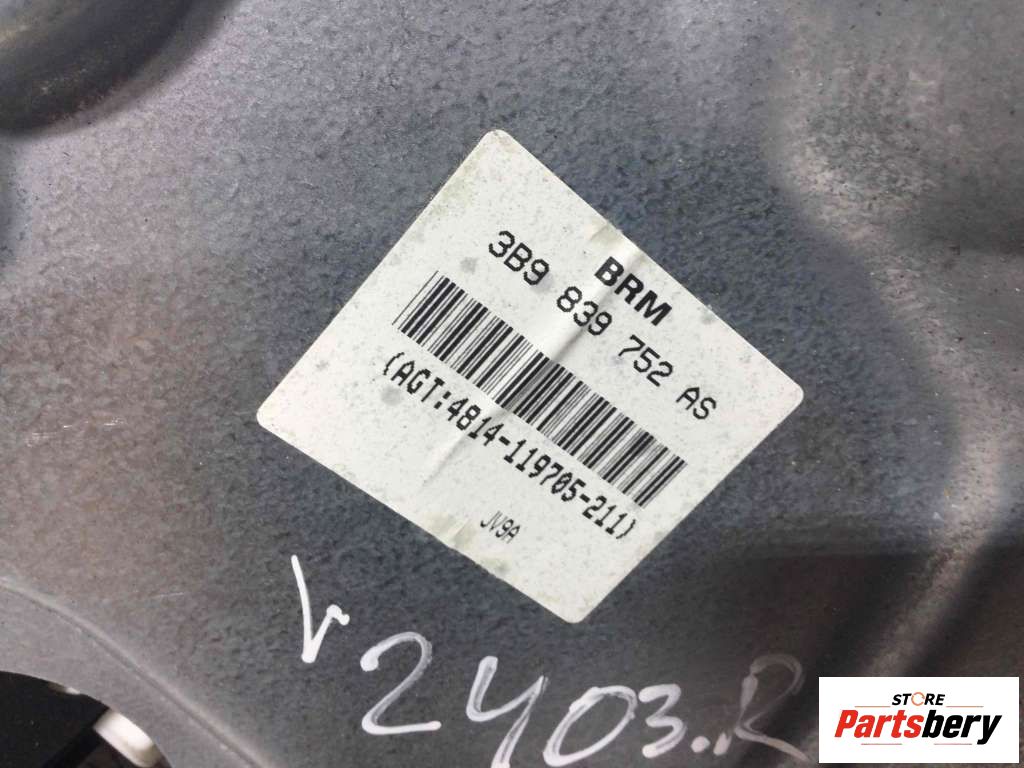 BRM
3B9 839 752 AS
(AGT:4814-119705-211)
JV9A
V2403.R
STORE
Partsbery